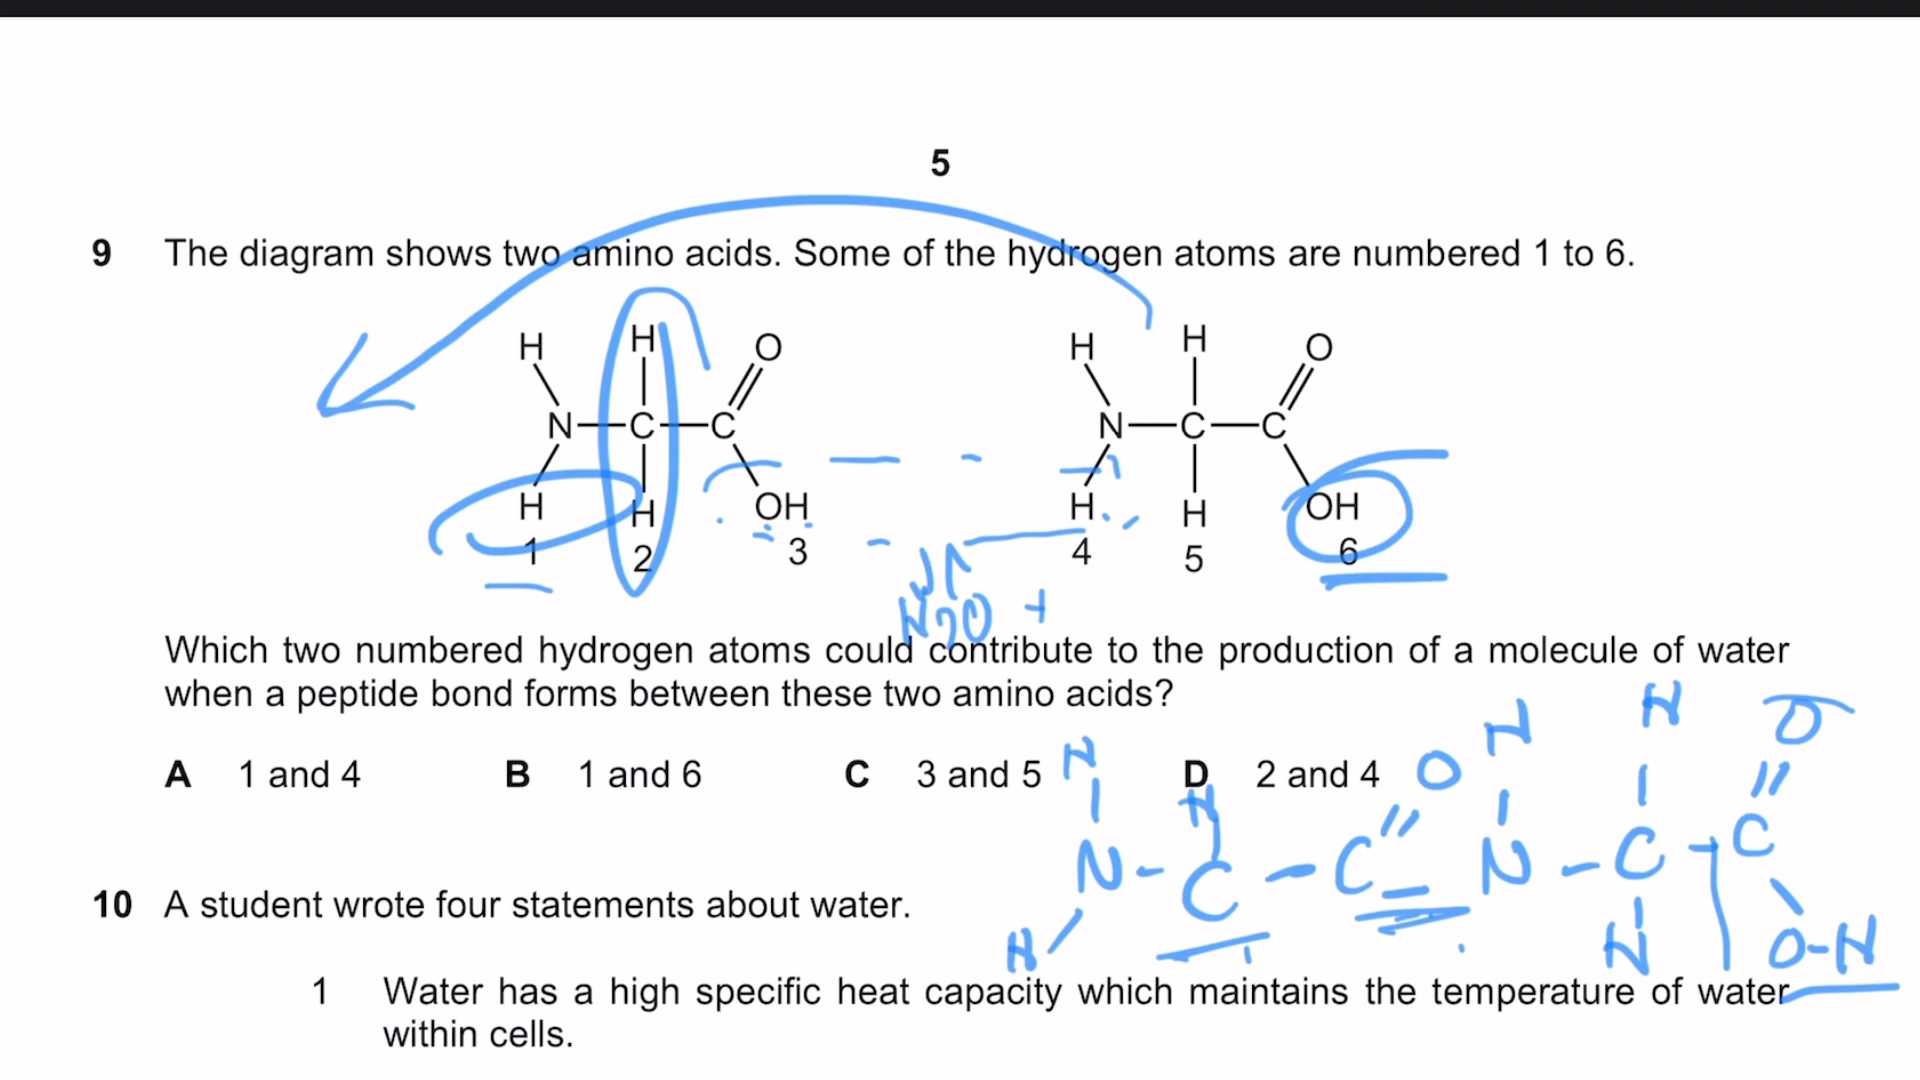 5
9 The diagram shows two amino acids. Some of the hydrogen atoms are numbered 1 to 6.
H H O H H O
N C C N C C
H H OH H H OH
1 2 3 4 5 6
H2O +
Which two numbered hydrogen atoms could contribute to the production of a molecule of water
when a peptide bond forms between these two amino acids?
A 1 and 4 B 1 and 6 C 3 and 5 D 2 and 4
H H O H H O
N - C - C N - C - C
H H O-H
10 A student wrote four statements about water.
1 Water has a high specific heat capacity which maintains the temperature of water
within cells.